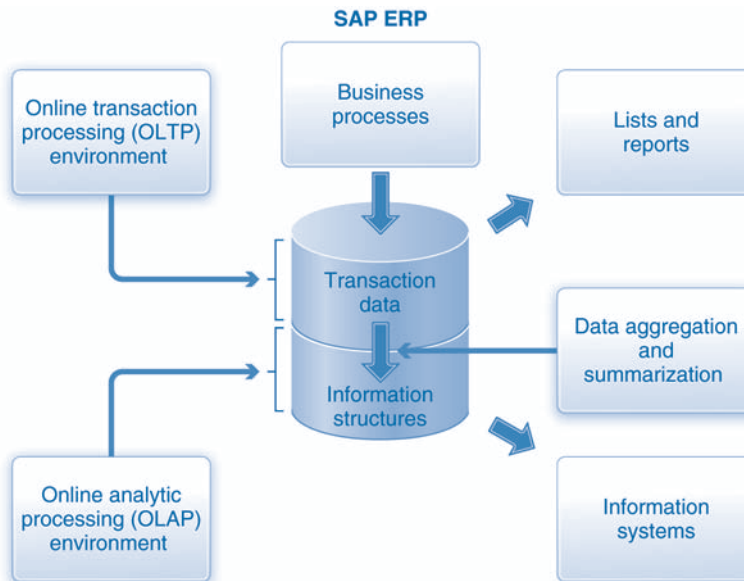 SAP ERP
Business
processes
Online transaction
processing (OLTP)
environment
Lists and
reports
Transaction
data
Data aggregation
and
summarization
Information
structures
Online analytic
processing (OLAP)
environment
Information
systems